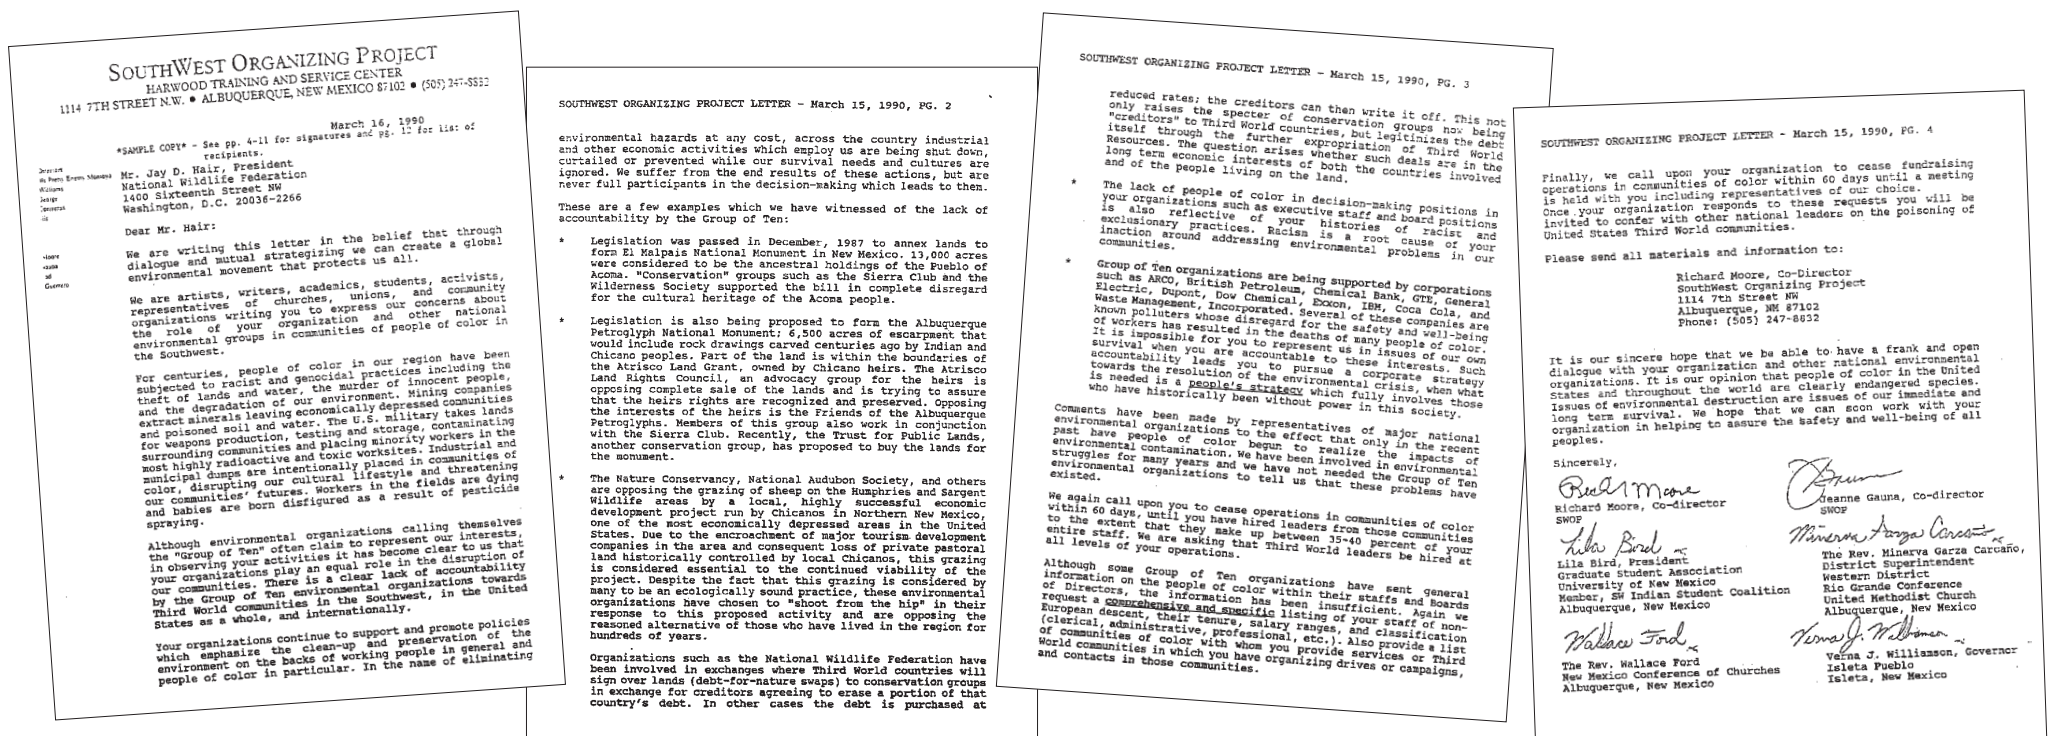 SOUTHWEST ORGANIZING PROJECT
HARWOOD TRAINING AND SERVICE CENTER
1114 7TH STREET N.W. • ALBUQUERQUE, NEW MEXICO 87102 • (505) 247-8832
March 16, 1990
*SAMPLE COPY* - See pp. 4-11 for signatures and pg. 12 for list of
recipients.
Mr. Jay D. Hair, President
National Wildlife Federation
1400 Sixteenth Street NW
Washington, D.C. 20036-2266
Dear Mr. Hair:
We are writing this letter in the belief that through
dialogue and mutual strategizing we can create a global
environmental movement that protects us all.
We are artists, writers, academics, students, activists,
representatives of churches, unions, and community
organizations writing you to express our concerns about
the role of your organization and other national
environmental groups in communities of people of color in
the Southwest.
For centuries, people of color in our region have been
subjected to racist and genocidal practices including the
theft of lands and water, the murder of innocent people,
and the degradation of our environment. Mining companies
extract minerals leaving economically depressed communities
and poisoned soil and water. The U.S. military takes lands
for weapons production, testing and storage, contaminating
surrounding communities and placing minority workers in the
most highly radioactive and toxic worksites. Industrial and
municipal dumps are intentionally placed in communities of
color, disrupting our cultural lifestyle and threatening
our communities' futures. Workers in the fields are dying
and babies are born disfigured as a result of pesticide
spraying.
Although environmental organizations calling themselves
the "Group of Ten" often claim to represent our interests,
in observing your activities it has become clear to us that
your organizations play an equal role in the disruption of
our communities. There is a clear lack of accountability
by the Group of Ten environmental organizations towards
Third World communities in the Southwest, in the United
States as a whole, and internationally.
Your organizations continue to support and promote policies
which emphasize the clean-up and preservation of the
environment on the backs of working people in general and
people of color in particular. In the name of eliminating
SOUTHWEST ORGANIZING PROJECT LETTER - March 15, 1990, PG. 2
environmental hazards at any cost, across the country industrial
and other economic activities which employ us are being shut down,
curtailed or prevented while our survival needs and cultures are
ignored. We suffer from the end results of these actions, but are
never full participants in the decision-making which leads to them.
These are a few examples which we have witnessed of the lack of
accountability by the Group of Ten:
* Legislation was passed in December, 1987 to annex lands to
form El Malpais National Monument in New Mexico. 13,000 acres
were considered to be the ancestral holdings of the Pueblo of
Acoma. "Conservation" groups such as the Sierra Club and the
Wilderness Society supported the bill in complete disregard
for the cultural heritage of the Acoma people.
* Legislation is also being proposed to form the Albuquerque
Petroglyph National Monument; 6,500 acres of escarpment that
would include rock drawings carved centuries ago by Indian and
Chicano peoples. Part of the land is within the boundaries of
the Atrisco Land Grant, owned by Chicano heirs. The Atrisco
Land Rights Council, an advocacy group for the heirs is
opposing complete sale of the lands and is trying to assure
that the heirs rights are recognized and preserved. Opposing
the interests of the heirs is the Friends of the Albuquerque
Petroglyphs. Members of this group also work in conjunction
with the Sierra Club. Recently, the Trust for Public Lands,
another conservation group, has proposed to buy the lands for
the monument.
* The Nature Conservancy, National Audubon Society, and others
are opposing the grazing of sheep on the Humphries and Sargent
Wildlife areas by a local, highly successful economic
development project run by Chicanos in Northern New Mexico,
one of the most economically depressed areas in the United
States. Due to the encroachment of major tourism development
companies in the area and consequent loss of private pastoral
land historically controlled by local Chicanos, this grazing
is considered essential to the continued viability of the
project. Despite the fact that this grazing is considered by
many to be an ecologically sound practice, these environmental
organizations have chosen to "shoot from the hip" in their
response to this proposed activity and are opposing the
reasoned alternative of those who have lived in the region for
hundreds of years.
Organizations such as the National Wildlife Federation have
been involved in exchanges where Third World countries will
sign over lands (debt-for-nature swaps) to conservation groups
in exchange for creditors agreeing to erase a portion of that
country's debt. In other cases the debt is purchased at
SOUTHWEST ORGANIZING PROJECT LETTER - March 15, 1990, PG. 3
reduced rates; the creditors can then write it off. This not
only raises the specter of conservation groups now being
"creditors" to Third World countries, but legitinizes the debt
itself through the further expropriation of Third World
Resources. The question arises whether such deals are in the
long term economic interests of both the countries involved
and of the people living on the land.
* The lack of people of color in decision-making positions in
your organizations such as executive staff and board positions
is also reflective of your histories of racist and
exclusionary practices. Racism is a root cause of your
inaction around addressing environmental problems in our
communities.
* Group of Ten organizations are being supported by corporations
such as ARCO, British Petroleum, Chemical Bank, GTE, General
Electric, Dupont, Dow Chemical, Exxon, IBM, Coca Cola, and
Waste Management, Incorporated. Several of these companies are
known polluters whose disregard for the safety and well-being
of workers has resulted in the deaths of many people of color.
It is impossible for you to represent us in issues of our own
survival when you are accountable to these interests. Such
accountability leads you to pursue a corporate strategy
towards the resolution of the environmental crisis, when what
is needed is a people's strategy which fully involves those
who have historically been without power in this society.
Comments have been made by representatives of major national
environmental organizations to the effect that only in the recent
past have people of color begun to realize the impacts of
environmental contamination. We have been involved in environmental
struggles for many years and we have not needed the Group of Ten
environmental organizations to tell us that these problems have
existed.
We again call upon you to cease operations in communities of color
within 60 days, until you have hired leaders from those communities
to the extent that they make up between 35-40 percent of your
entire staff. We are asking that Third World leaders be hired at
all levels of your operations.
Although some Group of Ten organizations have sent general
information on the people of color within their staffs and Boards
of Directors, the information has been insufficient. Again we
request a comprehensive and specific listing of your staff of non-
European descent, their tenure, salary ranges, and classification
(clerical, administrative, professional, etc.). Also provide a list
of communities of color with whom you provide services or Third
World communities in which you have organizing drives or campaigns,
and contacts in those communities.
SOUTHWEST ORGANIZING PROJECT LETTER - March 15, 1990, PG. 4
Finally, we call upon your organization to cease fundraising
operations in communities of color within 60 days until a meeting
is held with you including representatives of our choice.
Once your organization responds to these requests you will be
invited to confer with other national leaders on the poisoning of
United States Third World communities.
Please send all materials and information to:
Richard Moore, Co-Director
SouthWest Organizing Project
1114 7th Street NW
Albuquerque, NM 87102
Phone: (505) 247-8832
It is our sincere hope that we be able to have a frank and open
dialogue with your organization and other national environmental
organizations. It is our opinion that people of color in the United
States and throughout the world are clearly endangered species.
Issues of environmental destruction are issues of our immediate and
long term survival. We hope that we can soon work with your
organization in helping to assure the safety and well-being of all
peoples.
Sincerely,
Richard Moore, Co-director
SWOP
Jeanne Gauna, Co-director
SWOP
Lila Bird
Lila Bird, President
Graduate Student Association
University of New Mexico
Member, SW Indian Student Coalition
Albuquerque, New Mexico
Minerva Garza Carcaño
The Rev. Minerva Garza Carcaño,
District Superintendent
Western District
Rio Grande Conference
United Methodist Church
Albuquerque, New Mexico
Wallace Ford
The Rev. Wallace Ford
New Mexico Conference of Churches
Albuquerque, New Mexico
Verna J. Williamson
Verna J. Williamson, Governor
Isleta Pueblo
Isleta, New Mexico